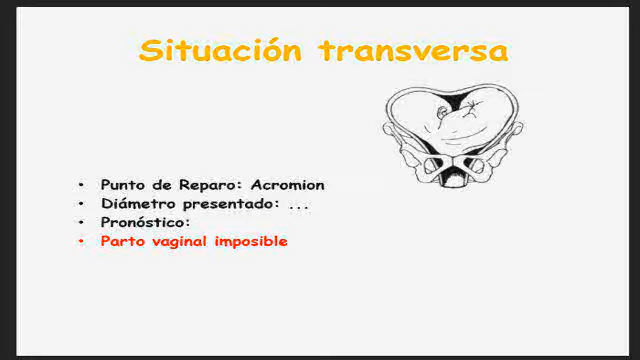 Situación transversa
• Punto de Reparo: Acromion
• Diámetro presentado: ...
• Pronóstico:
• Parto vaginal imposible